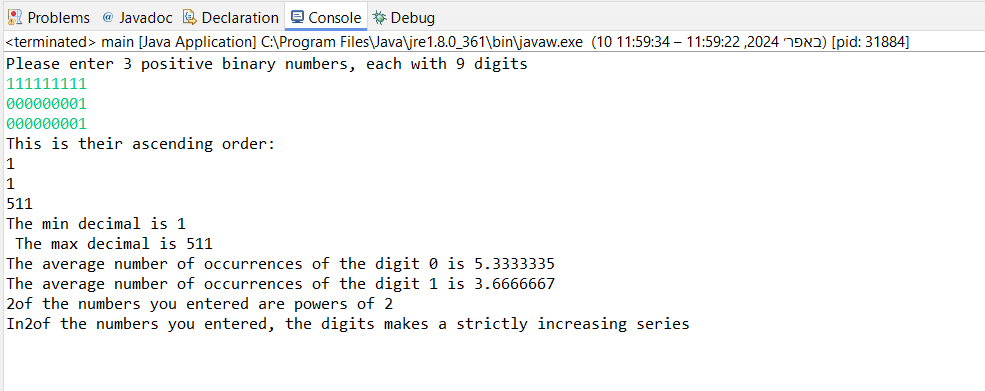 Problems @ Javadoc Declaration Console Debug
<terminated> main [Java Application] C:\Program Files\Java\jre1.8.0_361\bin\javaw.exe (10 באפר׳ 2024, 11:59:22 – 11:59:34) [pid: 31884]
Please enter 3 positive binary numbers, each with 9 digits
111111111
000000001
000000001
This is their ascending order:
1
1
511
The min decimal is 1
The max decimal is 511
The average number of occurrences of the digit 0 is 5.3333335
The average number of occurrences of the digit 1 is 3.6666667
2of the numbers you entered are powers of 2
In2of the numbers you entered, the digits makes a strictly increasing series